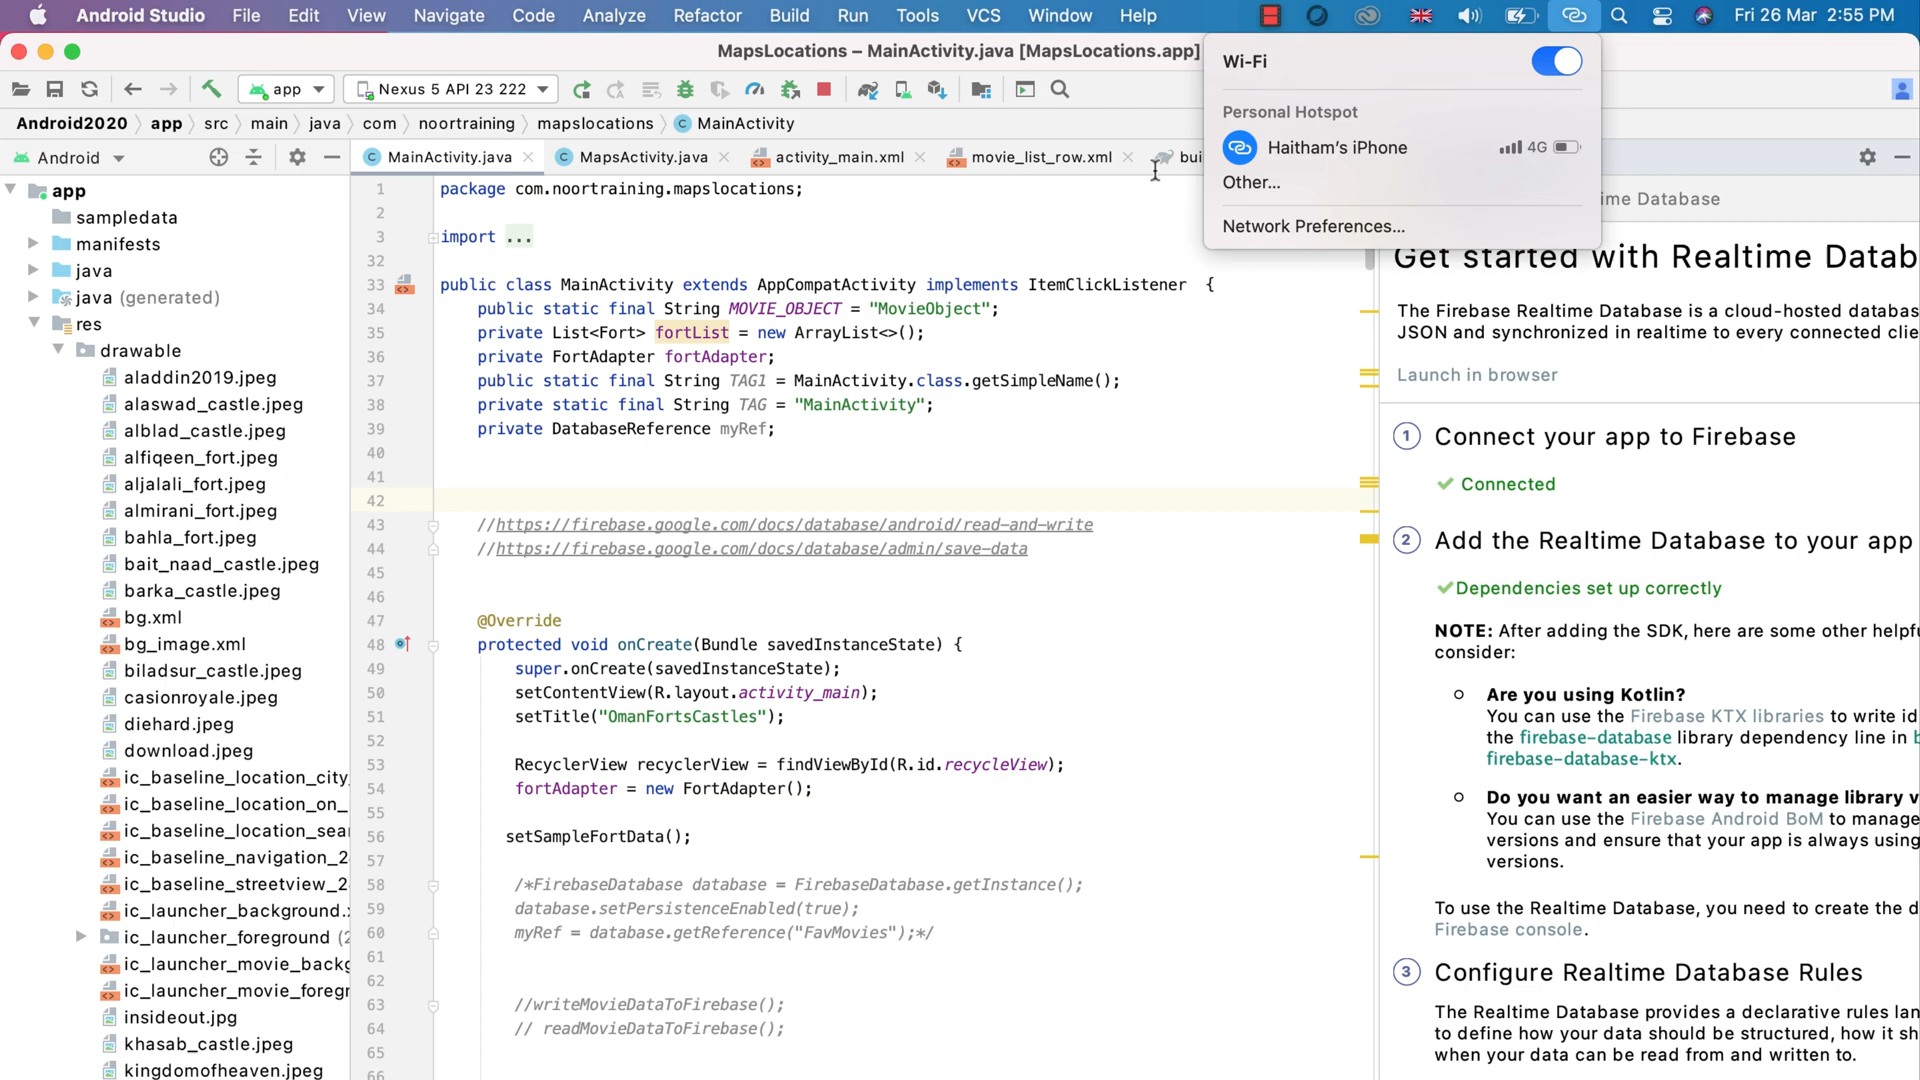 Android Studio File Edit View Navigate Code Analyze Refactor Build Run Tools VCS Window Help Fri 26 Mar 2:55 PM
MapsLocations – MainActivity.java [MapsLocations.app]
app Nexus 5 API 23 222
Android2020 app src main java com noortraining mapslocations MainActivity
Android MainActivity.java MapsActivity.java activity_main.xml movie_list_row.xml bui
Wi-Fi
Personal Hotspot
Haitham's iPhone 4G
Other...
Network Preferences...
app
sampledata
manifests
java
java (generated)
res
drawable
aladdin2019.jpeg
alaswad_castle.jpeg
alblad_castle.jpeg
alfiqeen_fort.jpeg
aljalali_fort.jpeg
almirani_fort.jpeg
bahla_fort.jpeg
bait_naad_castle.jpeg
barka_castle.jpeg
bg.xml
bg_image.xml
biladsur_castle.jpeg
casionroyale.jpeg
diehard.jpeg
download.jpeg
ic_baseline_location_city_
ic_baseline_location_on_
ic_baseline_location_sear
ic_baseline_navigation_2
ic_baseline_streetview_2
ic_launcher_background.x
ic_launcher_foreground (2
ic_launcher_movie_backg
ic_launcher_movie_foregr
insideout.jpg
khasab_castle.jpeg
kingdomofheaven.jpeg
1 package com.noortraining.mapslocations;
2
3 import ...
32
33 public class MainActivity extends AppCompatActivity implements ItemClickListener {
34 public static final String MOVIE_OBJECT = "MovieObject";
35 private List<Fort> fortList = new ArrayList<>();
36 private FortAdapter fortAdapter;
37 public static final String TAG1 = MainActivity.class.getSimpleName();
38 private static final String TAG = "MainActivity";
39 private DatabaseReference myRef;
40
41
42
43 //https://firebase.google.com/docs/database/android/read-and-write
44 //https://firebase.google.com/docs/database/admin/save-data
45
46
47 @Override
48 protected void onCreate(Bundle savedInstanceState) {
49 super.onCreate(savedInstanceState);
50 setContentView(R.layout.activity_main);
51 setTitle("OmanFortsCastles");
52
53 RecyclerView recyclerView = findViewById(R.id.recycleView);
54 fortAdapter = new FortAdapter();
55
56 setSampleFortData();
57
58 /*FirebaseDatabase database = FirebaseDatabase.getInstance();
59 database.setPersistenceEnabled(true);
60 myRef = database.getReference("FavMovies");*/
61
62
63 //writeMovieDataToFirebase();
64 // readMovieDataToFirebase();
65
66
me Database
Get started with Realtime Datab
The Firebase Realtime Database is a cloud-hosted databas
JSON and synchronized in realtime to every connected clie
Launch in browser
1 Connect your app to Firebase
Connected
2 Add the Realtime Database to your app
Dependencies set up correctly
NOTE: After adding the SDK, here are some other helpfu
consider:
Are you using Kotlin?
You can use the Firebase KTX libraries to write id
the firebase-database library dependency line in b
firebase-database-ktx.
Do you want an easier way to manage library v
You can use the Firebase Android BoM to manage
versions and ensure that your app is always using
versions.
To use the Realtime Database, you need to create the d
Firebase console.
3 Configure Realtime Database Rules
The Realtime Database provides a declarative rules lan
to define how your data should be structured, how it sh
when your data can be read from and written to.